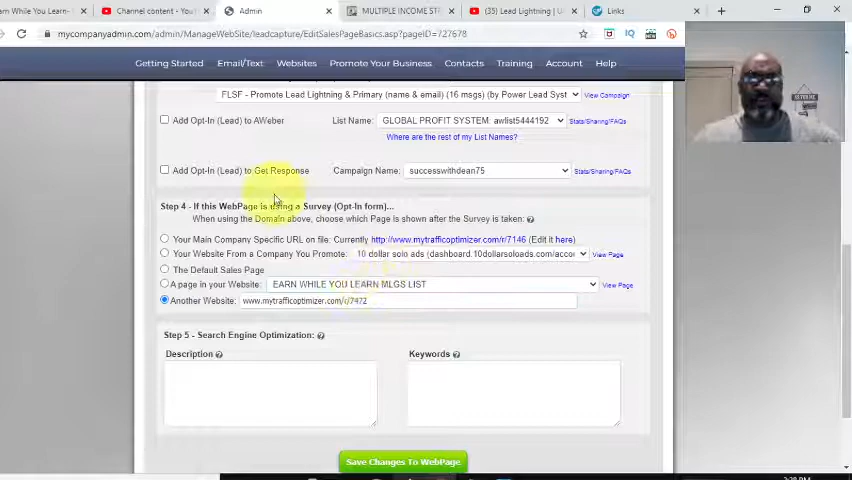 arn While You Learn-
Channel content - YouT
Admin
MULTIPLE INCOME ST
(35) Lead Lightning | U
Links
mycompanyadmin.com/admin/ManageWebSite/leadcapture/EditSalesPageBasics.asp?pageID=727678
Getting Started Email/Text Websites Promote Your Business Contacts Training Account Help
FLSF - Promote Lead Lightning & Primary (name & email) (16 msgs) (by Power Lead Syst View Campaign
Add Opt-In (Lead) to AWeber List Name: GLOBAL PROFIT SYSTEM: awlist5444192 Stats/Sharing/FAQs
Where are the rest of my List Names?
Add Opt-In (Lead) to Get Response Campaign Name: successwithdean75 Stats/Sharing/FAQs
Step 4 - If this WebPage is using a Survey (Opt-In form)...
When using the Domain above, choose which Page is shown after the Survey is taken:
Your Main Company Specific URL on file: Currently http://www.mytrafficoptimizer.com/r/7146 (Edit it here)
Your Website From a Company You Promote: 10 dollar solo ads (dashboard.10dollarsoloads.com/accou View Page
The Default Sales Page
A page in your Website: EARN WHILE YOU LEARN MLGS LIST View Page
Another Website: www.mytrafficoptimizer.com/r/7472
Step 5 - Search Engine Optimization:
Description Keywords
Save Changes To WebPage